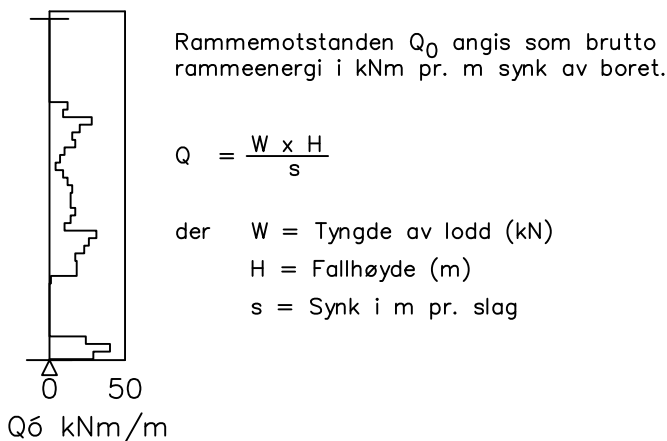 Rammemotstanden Q0 angis som brutto
rammeenergi i kNm pr. m synk av boret.
Q = W x H
s
der W = Tyngde av lodd (kN)
H = Fallhøyde (m)
s = Synk i m pr. slag
0 50
Qó kNm/m